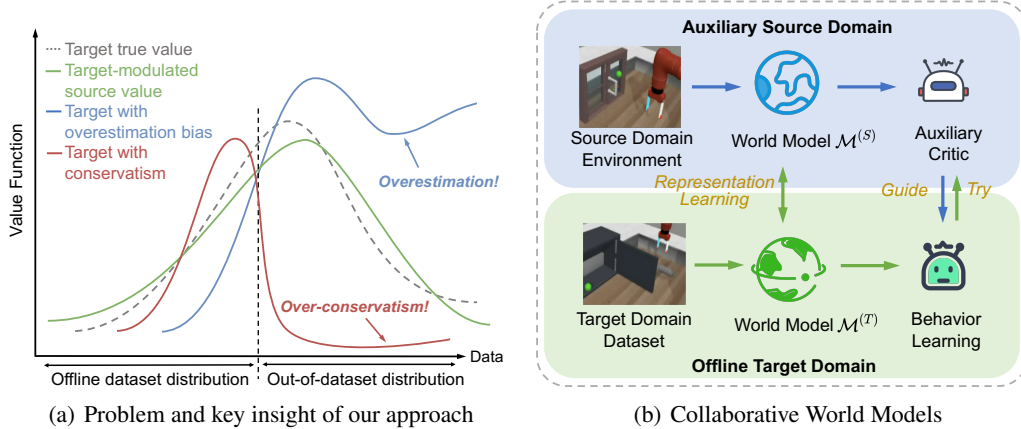 Target true value
Target-modulated
source value
Target with
overestimation bias
Target with
conservatism
Value Function
Overestimation!
Over-conservatism!
Data
Offline dataset distribution
Out-of-dataset distribution
(a) Problem and key insight of our approach
Auxiliary Source Domain
Source Domain
Environment
World Model M^(S)
Auxiliary
Critic
Representation
Learning
Guide
Try
Target Domain
Dataset
World Model M^(T)
Behavior
Learning
Offline Target Domain
(b) Collaborative World Models